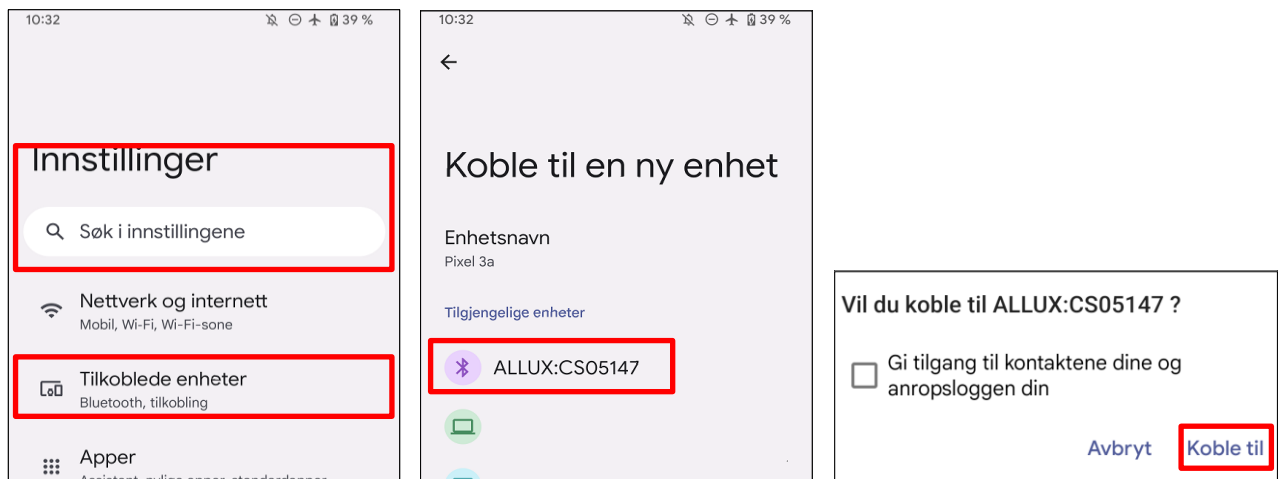 10:32
39 %
Innstillinger
Søk i innstillingene
Nettverk og internett
Mobil, Wi-Fi, Wi-Fi-sone
Tilkoblede enheter
Bluetooth, tilkobling
Apper
10:32
39 %
Koble til en ny enhet
Enhetsnavn
Pixel 3a
Tilgjengelige enheter
ALLUX:CS05147
Vil du koble til ALLUX:CS05147 ?
Gi tilgang til kontaktene dine og
anropsloggen din
Avbryt Koble til